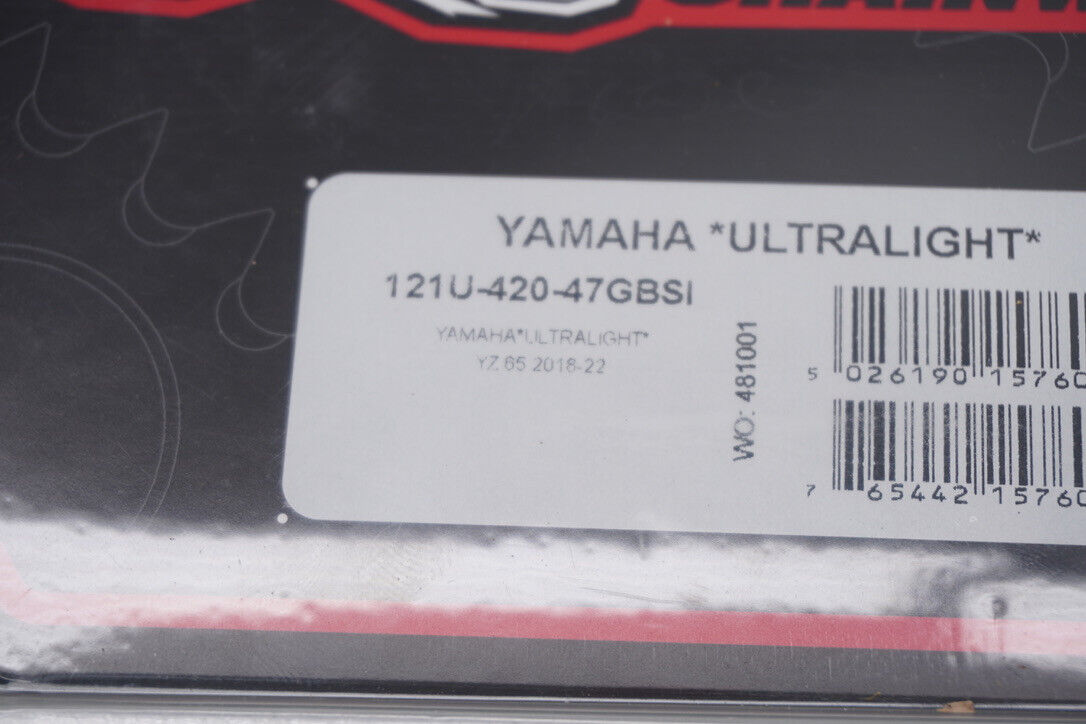 YAMAHA *ULTRALIGHT*
121U-420-47GBSI
YAMAHA*ULTRALIGHT*
YZ 65 2018-22
WO: 481001
5 026190 15760
7 65442 15760